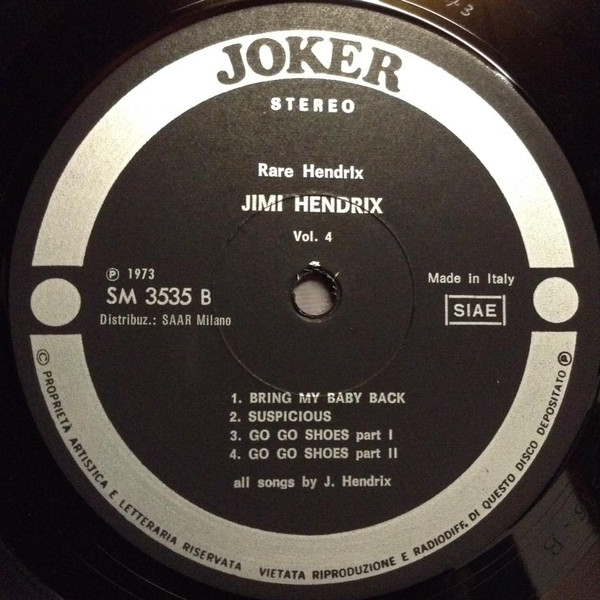 JOKER
STEREO
Rare Hendrix
JIMI HENDRIX
Vol. 4
Ⓟ 1973
SM 3535 B
Distribuz.: SAAR Milano
Made in Italy
SIAE
1. BRING MY BABY BACK
2. SUSPICIOUS
3. GO GO SHOES part I
4. GO GO SHOES part II
all songs by J. Hendrix
© PROPRIETA ARTISTICA E LETTERARIA RISERVATA VIETATA RIPRODUZIONE E RADIODIFF. DI QUESTO DISCO DEPOSITATO Ⓟ